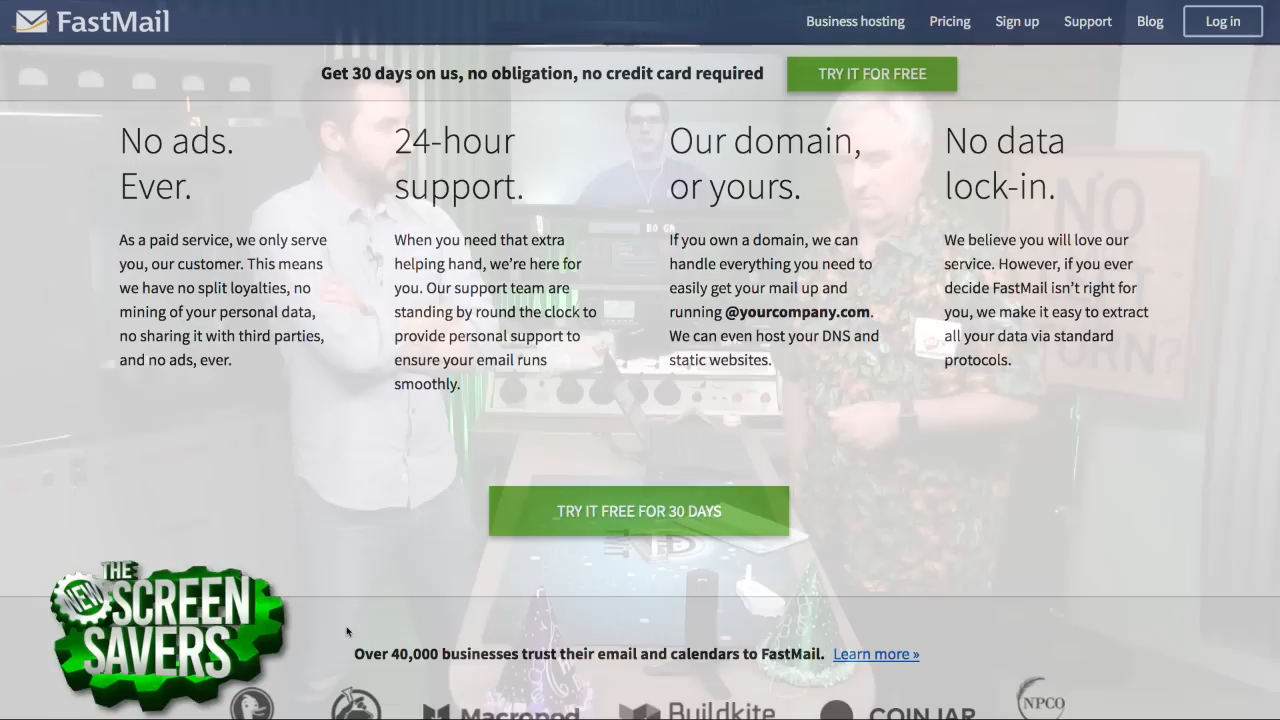 FastMail
Business hosting Pricing Sign up Support Blog Log in
Get 30 days on us, no obligation, no credit card required TRY IT FOR FREE
No ads.
Ever.
As a paid service, we only serve
you, our customer. This means
we have no split loyalties, no
mining of your personal data,
no sharing it with third parties,
and no ads, ever.
24-hour
support.
When you need that extra
helping hand, we're here for
you. Our support team are
standing by round the clock to
provide personal support to
ensure your email runs
smoothly.
Our domain,
or yours.
If you own a domain, we can
handle everything you need to
easily get your mail up and
running @yourcompany.com.
We can even host your DNS and
static websites.
No data
lock-in.
We believe you will love our
service. However, if you ever
decide FastMail isn't right for
you, we make it easy to extract
all your data via standard
protocols.
NO
TRY IT FREE FOR 30 DAYS
THE
NEW
SCREEN
SAVERS
Over 40,000 businesses trust their email and calendars to FastMail. Learn more »
Macropod
Buildkite
COIN JAR
NPCO